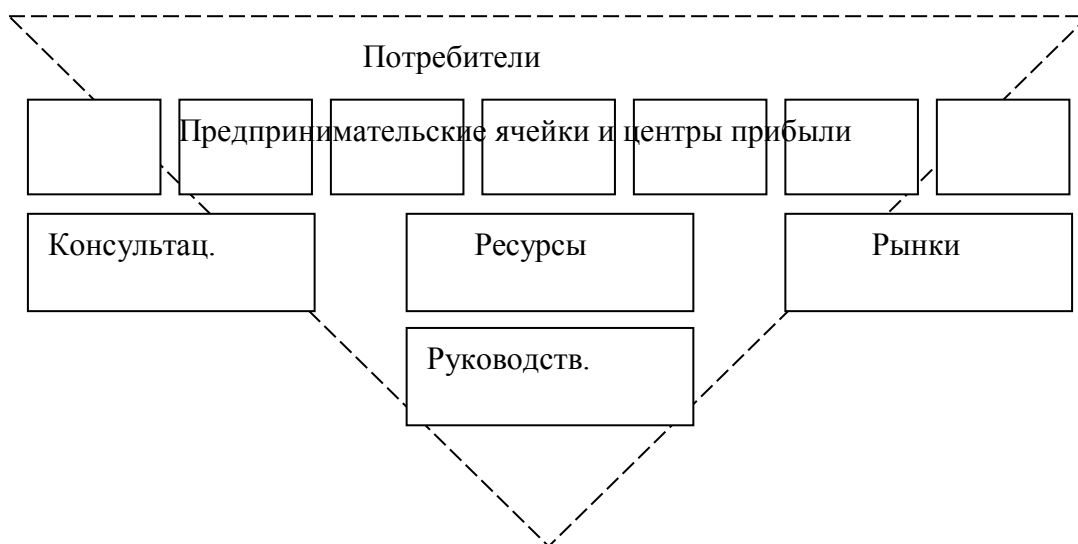 Потребители
Предпринимательские ячейки и центры прибыли
Консультац. Ресурсы Рынки
Руководств.